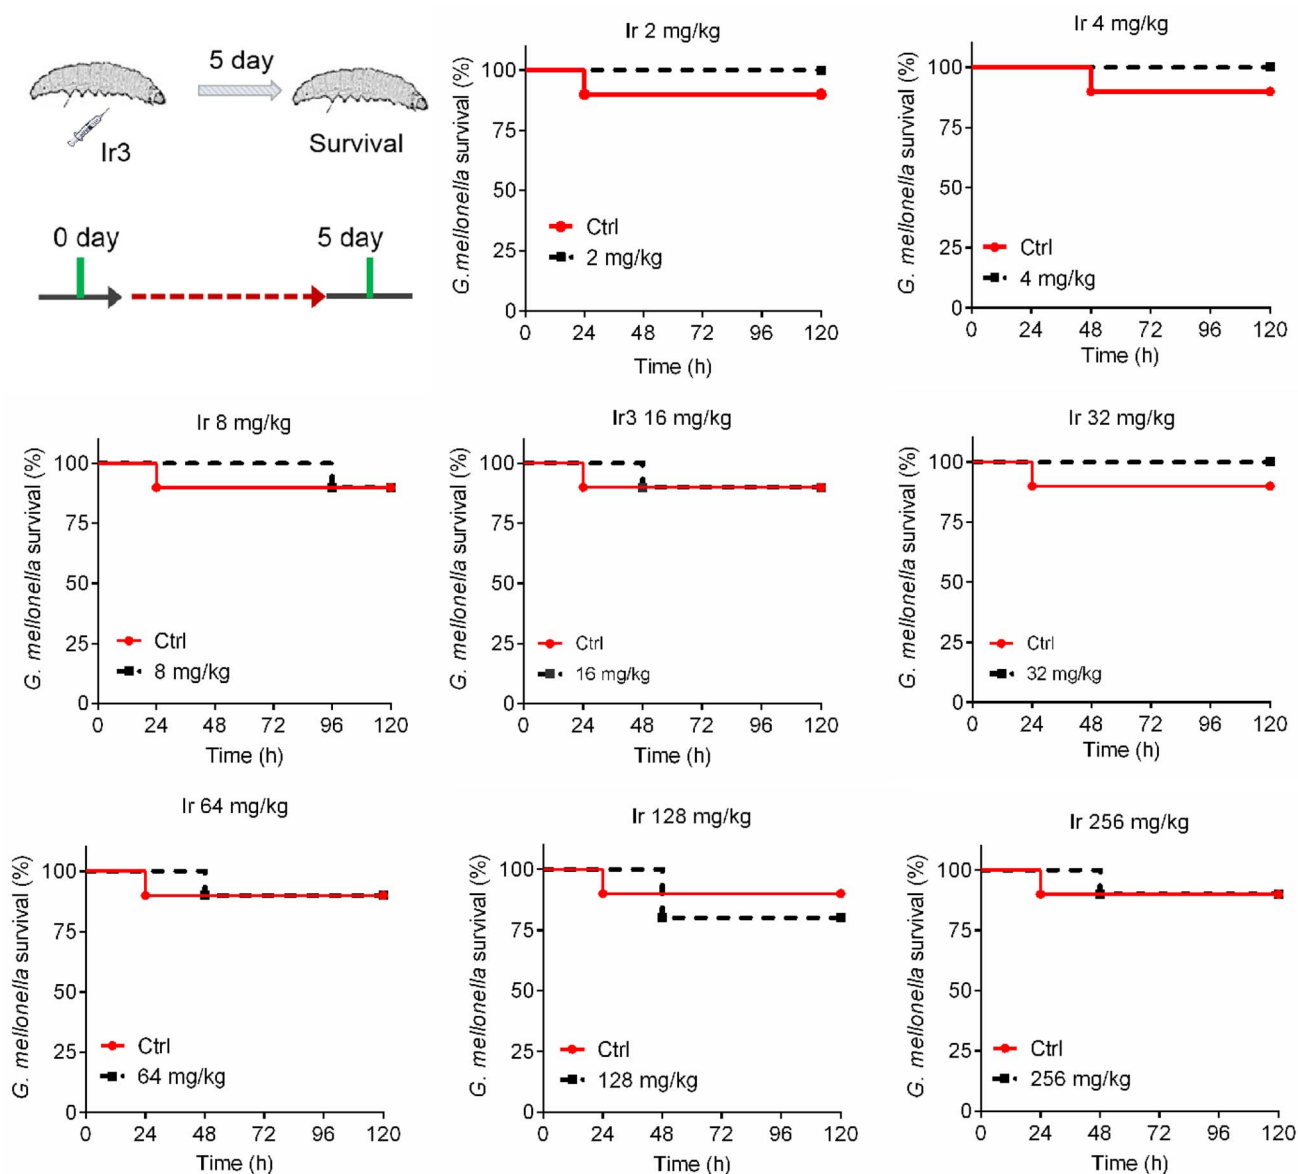 5 day
Ir3
Survival
0 day
5 day
Ir 2 mg/kg
G.mellonella survival (%)
100
75
50
25
0
Ctrl
2 mg/kg
0 24 48 72 96 120
Time (h)
Ir 4 mg/kg
G. mellonella survival (%)
100
75
50
25
0
Ctrl
4 mg/kg
0 24 48 72 96 120
Time (h)
Ir 8 mg/kg
G. mellonella survival (%)
100
75
50
25
0
Ctrl
8 mg/kg
0 24 48 72 96 120
Time (h)
Ir3 16 mg/kg
G. mellonella survival (%)
100
75
50
25
0
Ctrl
16 mg/kg
0 24 48 72 96 120
Time (h)
Ir 32 mg/kg
G. mellonella survival (%)
100
75
50
25
0
Ctrl
32 mg/kg
0 24 48 72 96 120
Time (h)
Ir 64 mg/kg
G. mellonella survival (%)
100
75
50
25
0
Ctrl
64 mg/kg
0 24 48 72 96 120
Time (h)
Ir 128 mg/kg
G. mellonella survival (%)
100
75
50
25
0
Ctrl
128 mg/kg
0 24 48 72 96 120
Time (h)
Ir 256 mg/kg
G. mellonella survival (%)
100
75
50
25
0
Ctrl
256 mg/kg
0 24 48 72 96 120
Time (h)